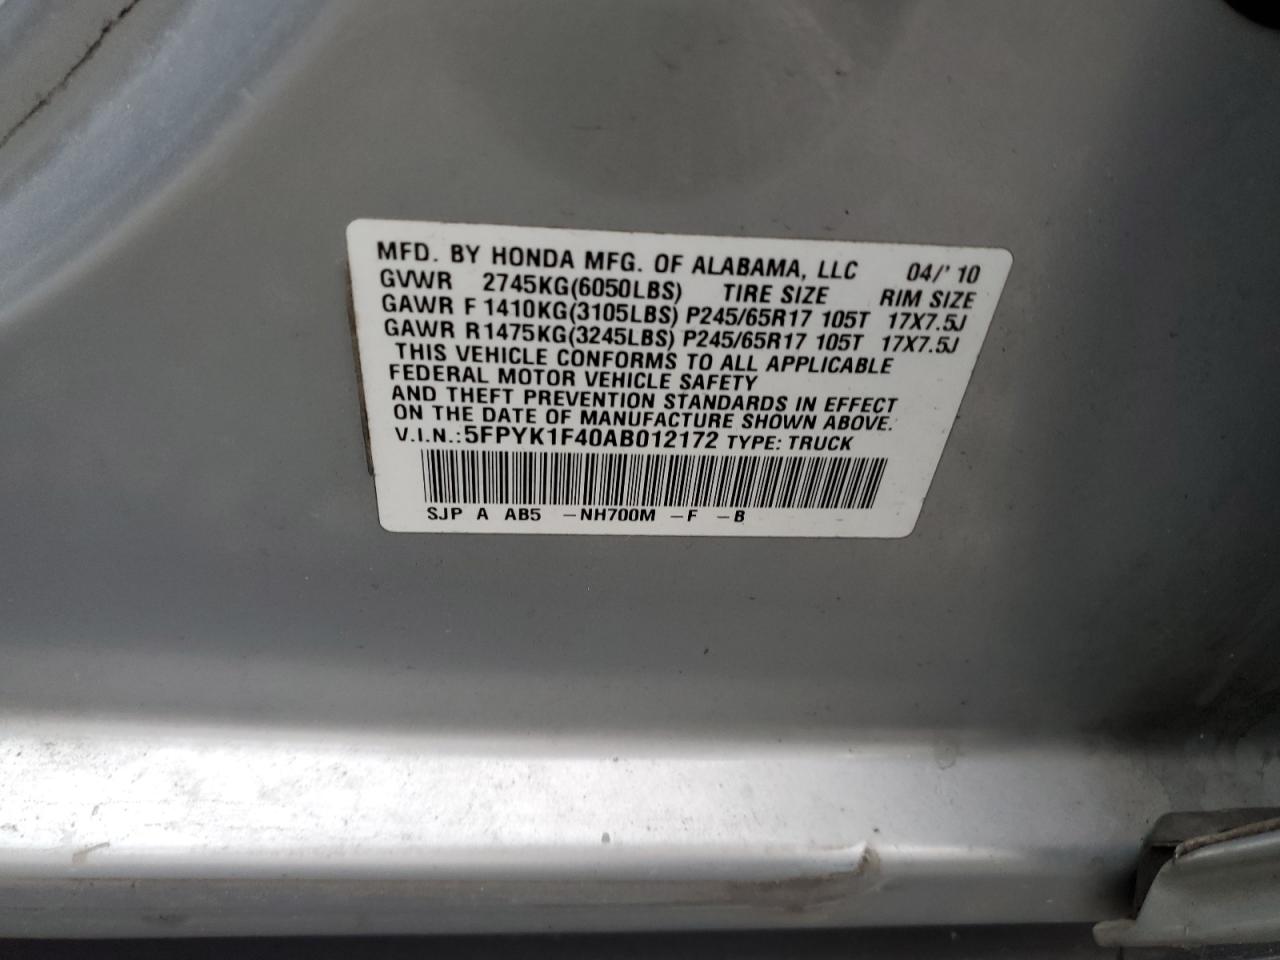 MFD. BY HONDA MFG. OF ALABAMA, LLC 04/'10
GVWR 2745KG(6050LBS) TIRE SIZE RIM SIZE
GAWR F 1410KG(3105LBS) P245/65R17 105T 17X7.5J
GAWR R1475KG(3245LBS) P245/65R17 105T 17X7.5J
THIS VEHICLE CONFORMS TO ALL APPLICABLE
FEDERAL MOTOR VEHICLE SAFETY
AND THEFT PREVENTION STANDARDS IN EFFECT
ON THE DATE OF MANUFACTURE SHOWN ABOVE.
V.I.N.:5FPYK1F40AB012172 TYPE: TRUCK
SJP A AB5 -NH700M -F -B -